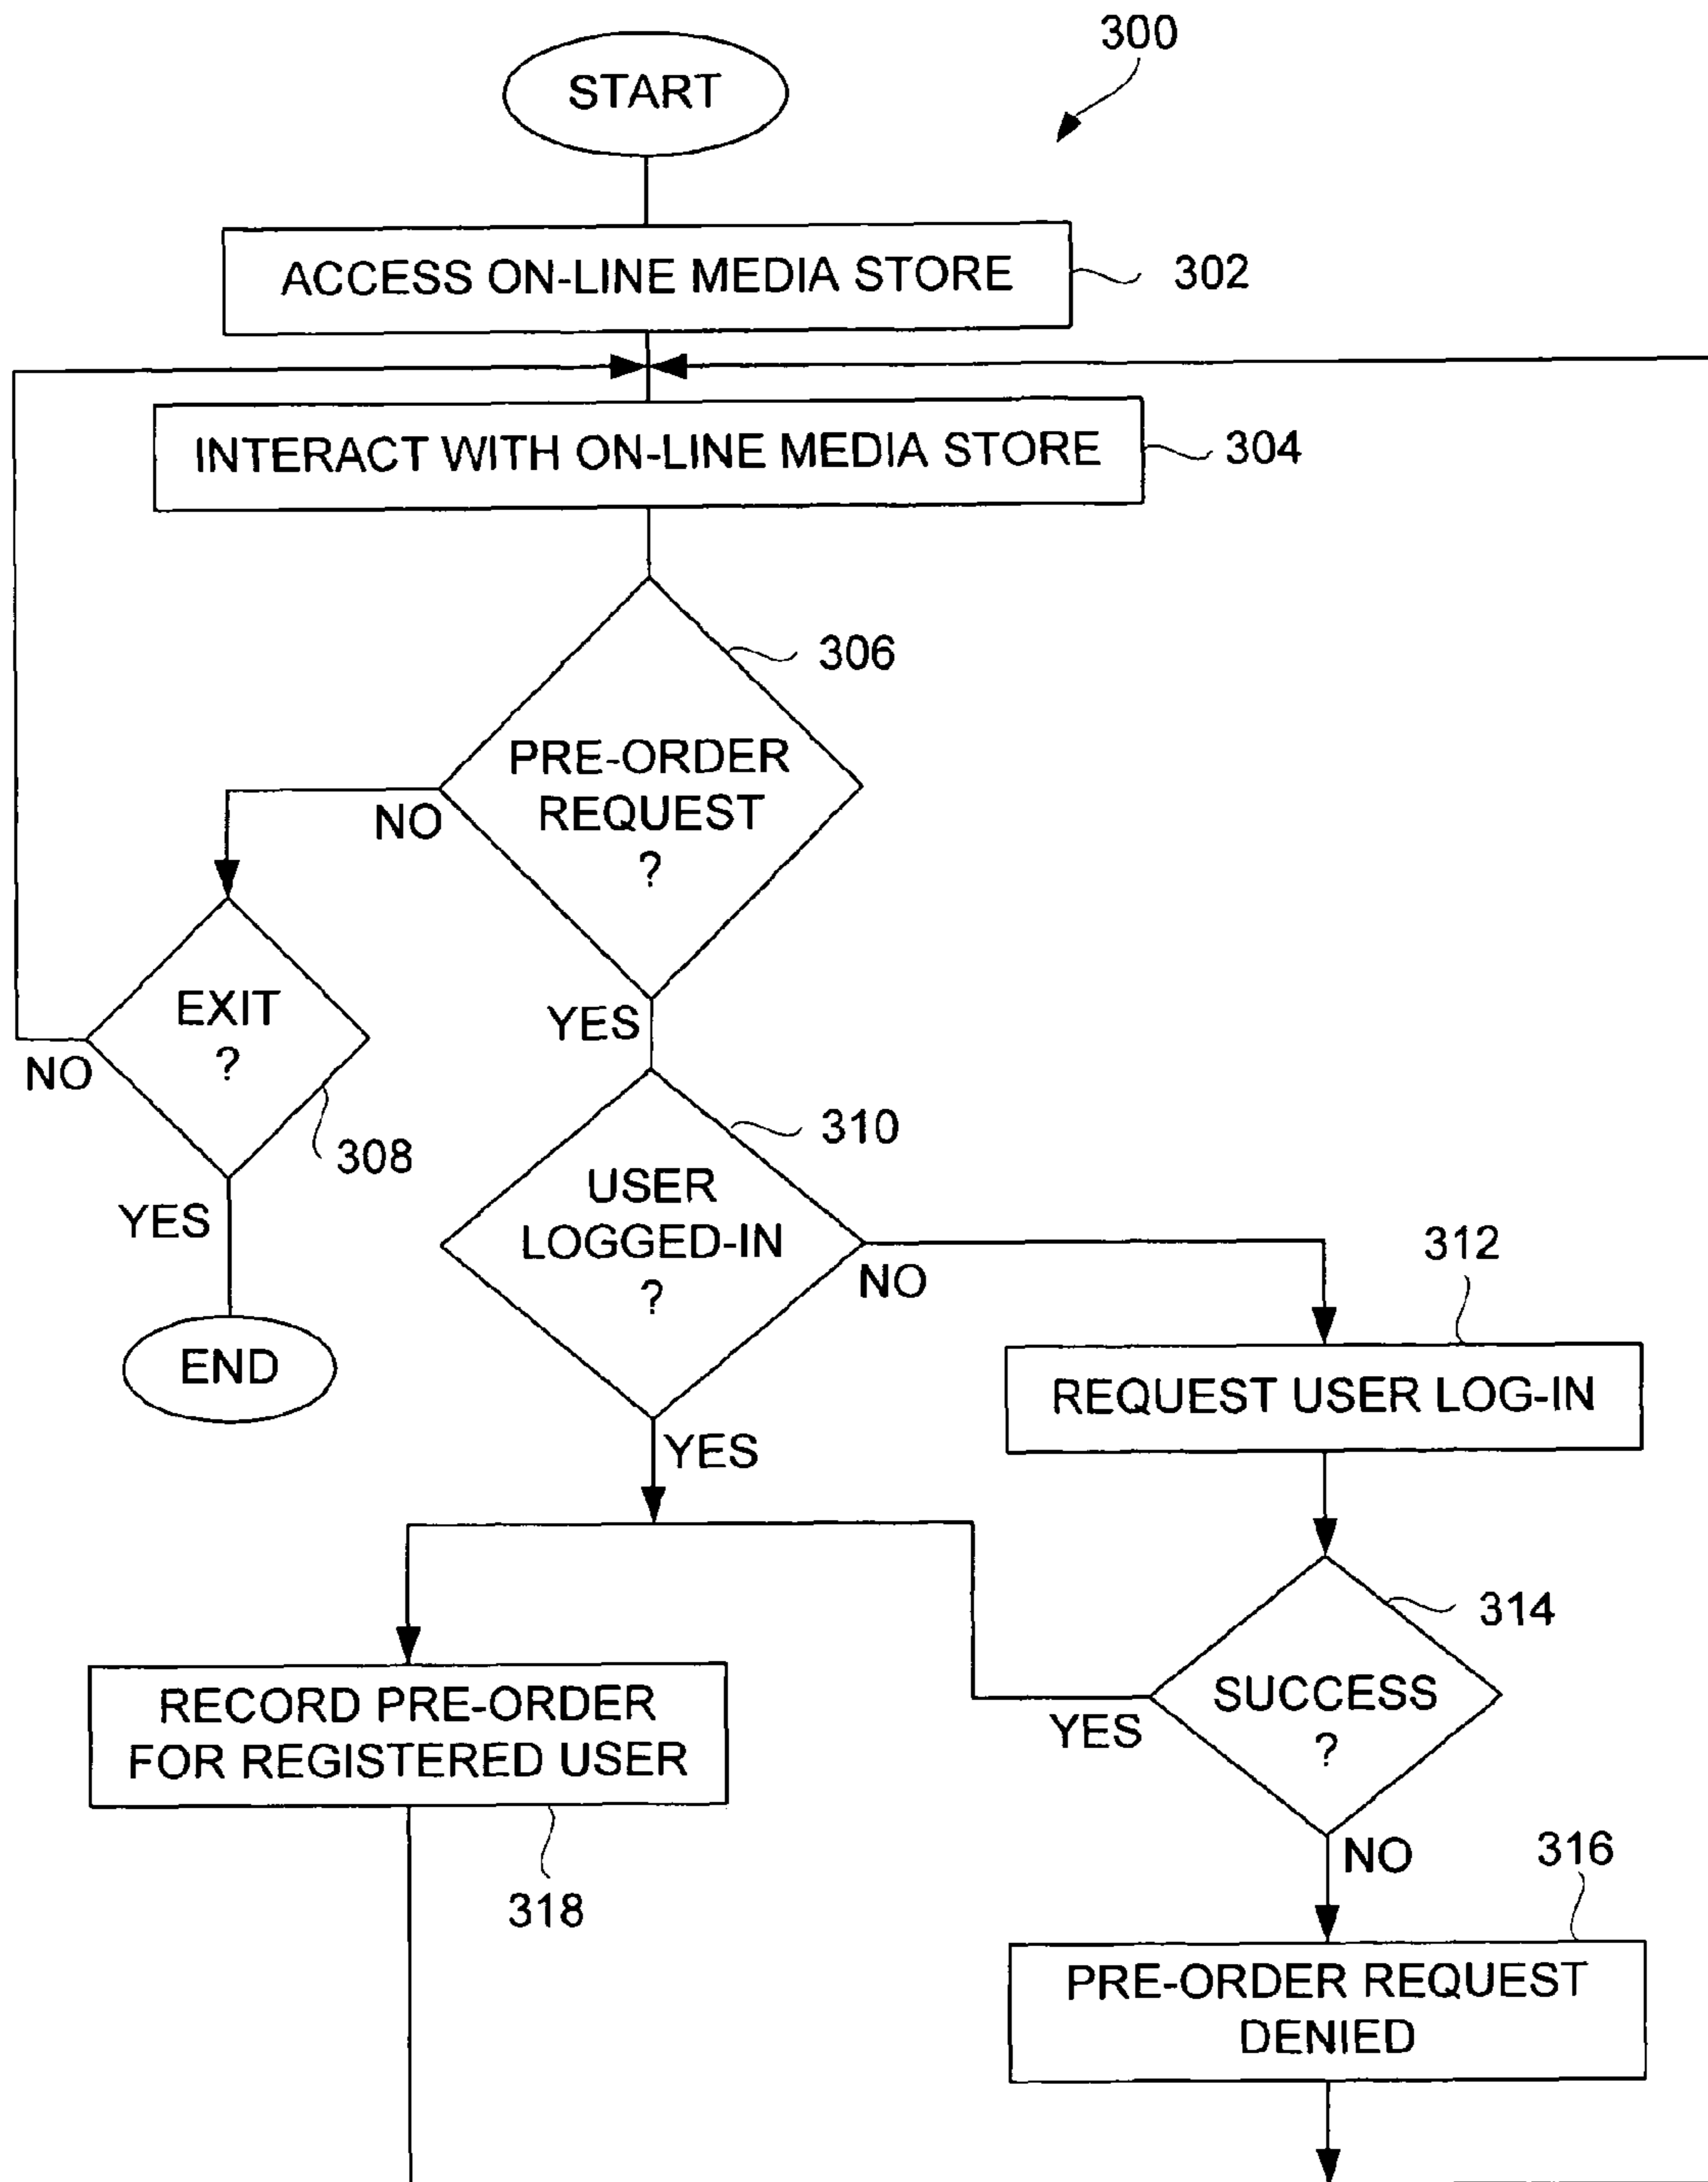 300
START
ACCESS ON-LINE MEDIA STORE
302
INTERACT WITH ON-LINE MEDIA STORE
304
306
PRE-ORDER
REQUEST
?
NO
EXIT
?
NO
YES
308
310
YES
USER
LOGGED-IN
?
NO
312
END
REQUEST USER LOG-IN
YES
314
SUCCESS
?
YES
RECORD PRE-ORDER
FOR REGISTERED USER
318
NO
316
PRE-ORDER REQUEST
DENIED